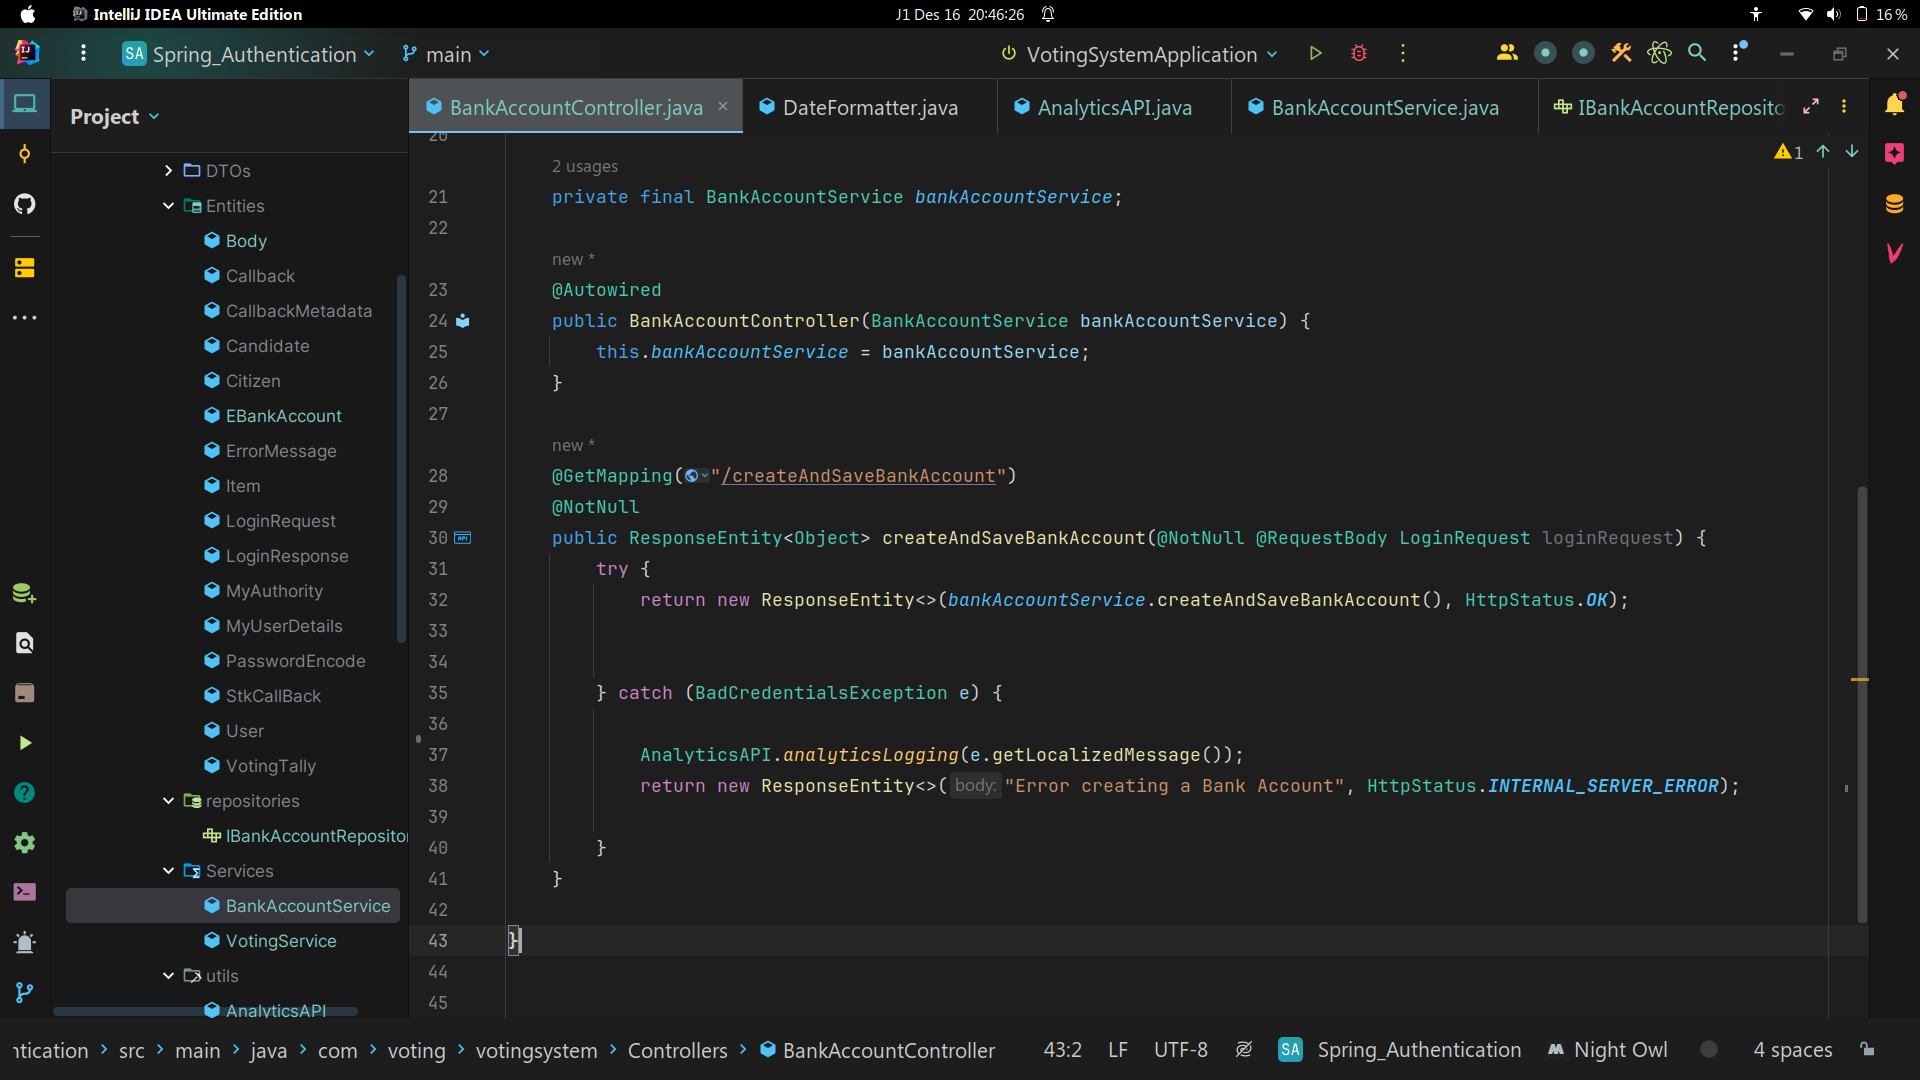 IntelliJ IDEA Ultimate Edition
J1 Des 16 20:46:26
16 %
SA Spring_Authentication
main
VotingSystemApplication
Project
BankAccountController.java
DateFormatter.java
AnalyticsAPI.java
BankAccountService.java
IBankAccountReposito
DTOs
Entities
Body
Callback
CallbackMetadata
Candidate
Citizen
EBankAccount
ErrorMessage
Item
LoginRequest
LoginResponse
MyAuthority
MyUserDetails
PasswordEncode
StkCallBack
User
VotingTally
repositories
IBankAccountRepositor
Services
BankAccountService
VotingService
utils
AnalyticsAPI
1
20
2 usages
21 private final BankAccountService bankAccountService;
22
new *
23 @Autowired
24 public BankAccountController(BankAccountService bankAccountService) {
25 this.bankAccountService = bankAccountService;
26 }
27
new *
28 @GetMapping("/createAndSaveBankAccount")
29 @NotNull
30 API public ResponseEntity<Object> createAndSaveBankAccount(@NotNull @RequestBody LoginRequest loginRequest) {
31 try {
32 return new ResponseEntity<>(bankAccountService.createAndSaveBankAccount(), HttpStatus.OK);
33
34
35 } catch (BadCredentialsException e) {
36
37 AnalyticsAPI.analyticsLogging(e.getLocalizedMessage());
38 return new ResponseEntity<>( body: "Error creating a Bank Account", HttpStatus.INTERNAL_SERVER_ERROR);
39
40 }
41 }
42
43 }
44
45
ntication > src > main > java > com > voting > votingsystem > Controllers > BankAccountController
43:2
LF
UTF-8
SA Spring_Authentication
Night Owl
4 spaces